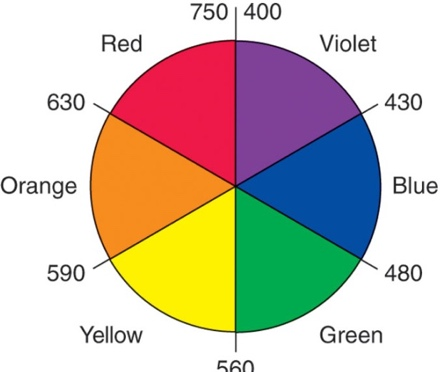 750 400
Red
Violet
630
430
Orange
Blue
590
480
Yellow
Green
560